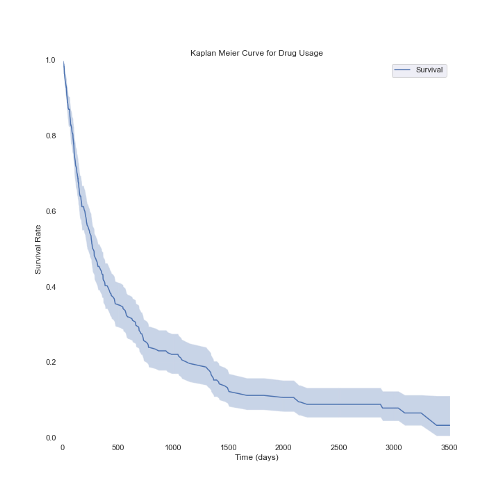 Kaplan Meier Curve for Drug Usage
Survival
Survival Rate
1.0
0.8
0.6
0.4
0.2
0.0
0 500 1000 1500 2000 2500 3000 3500
Time (days)